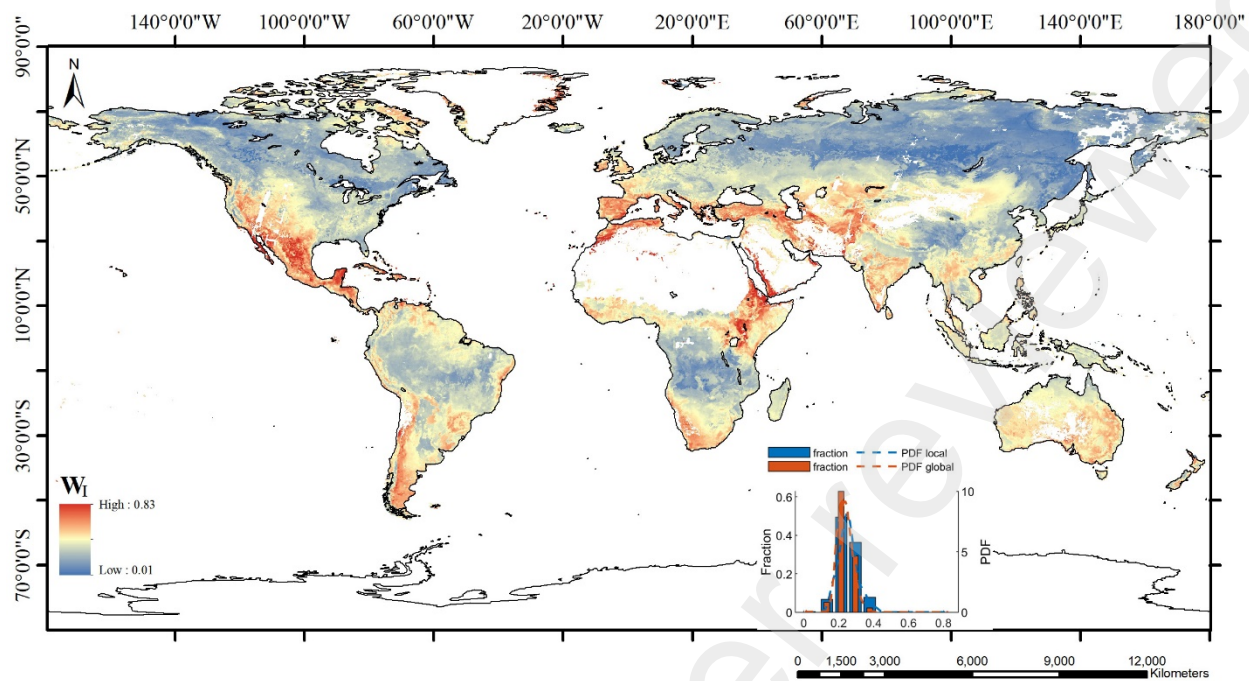 140°0'0"W 100°0'0"W 60°0'0"W 20°0'0"W 20°0'0"E 60°0'0"E 100°0'0"E 140°0'0"E 180°0'0"
90°0'0"
50°0'0"N
10°0'0"N
30°0'0"S
70°0'0"S
N
W_I
High : 0.83
Low : 0.01
fraction PDF local
fraction PDF global
0.6 10
0.4
0.2 5
0 0
Fraction
PDF
0 0.2 0.4 0.6 0.8
0 1,500 3,000 6,000 9,000 12,000
Kilometers
er reviewe